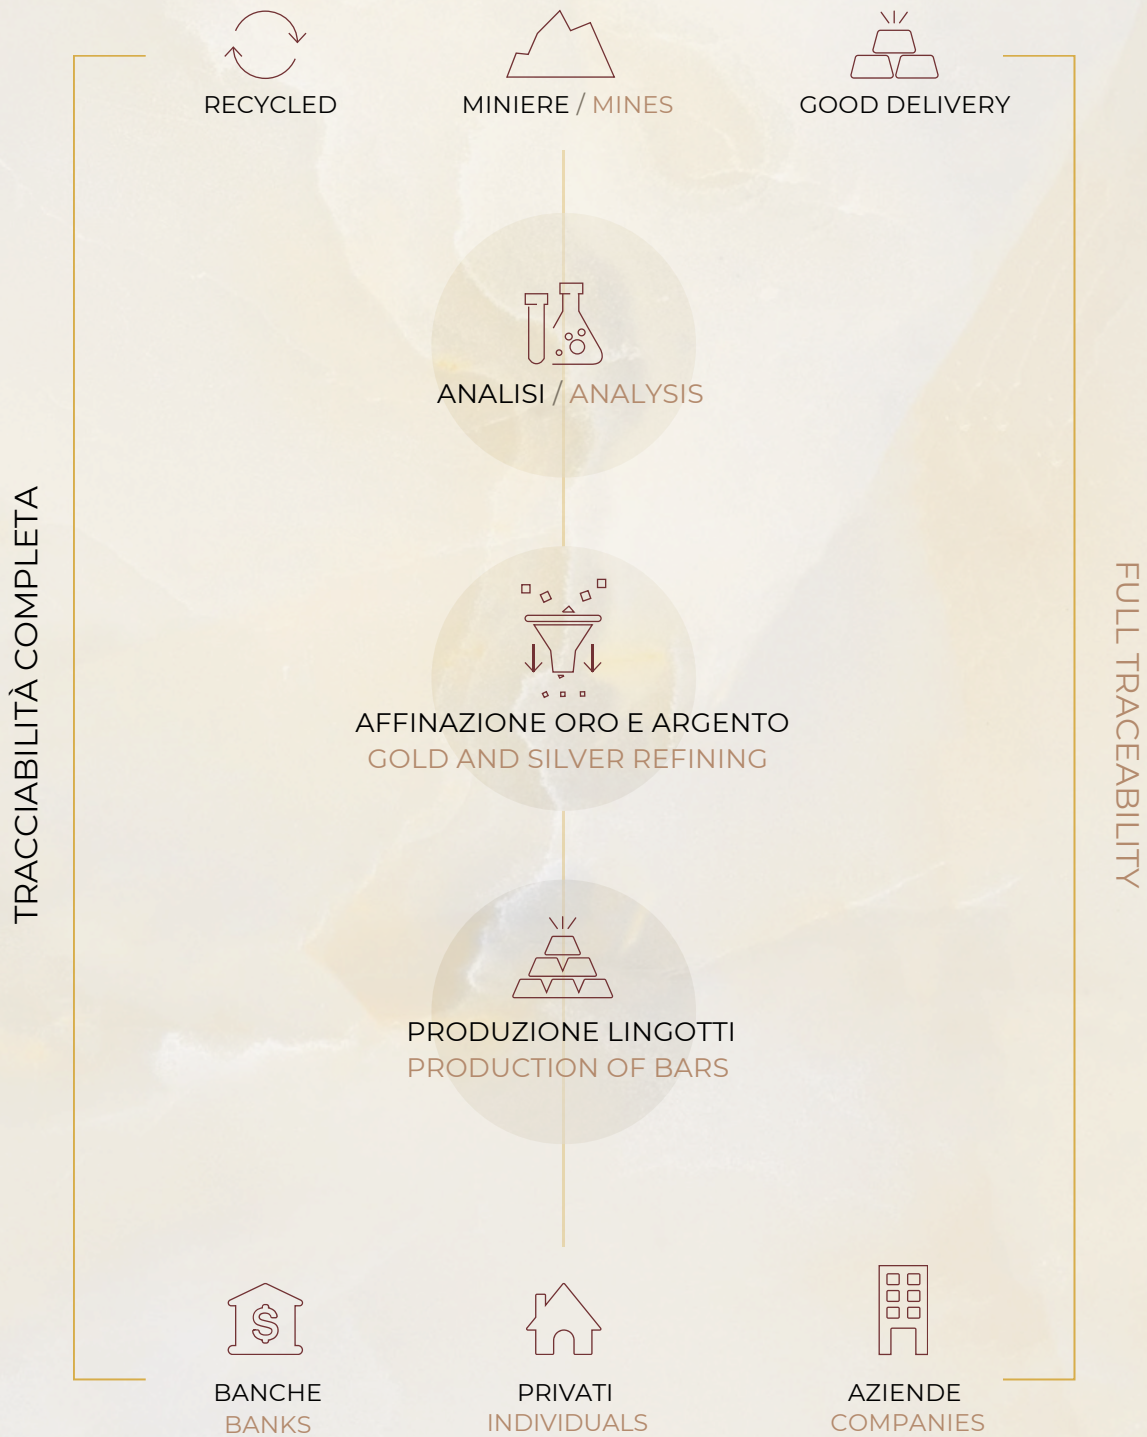 RECYCLED
MINIERE / MINES
GOOD DELIVERY
ANALISI / ANALYSIS
TRACCIABILITÀ COMPLETA
FULL TRACEABILITY
AFFINAZIONE ORO E ARGENTO
GOLD AND SILVER REFINING
PRODUZIONE LINGOTTI
PRODUCTION OF BARS
$
BANCHE
BANKS
PRIVATI
INDIVIDUALS
AZIENDE
COMPANIES